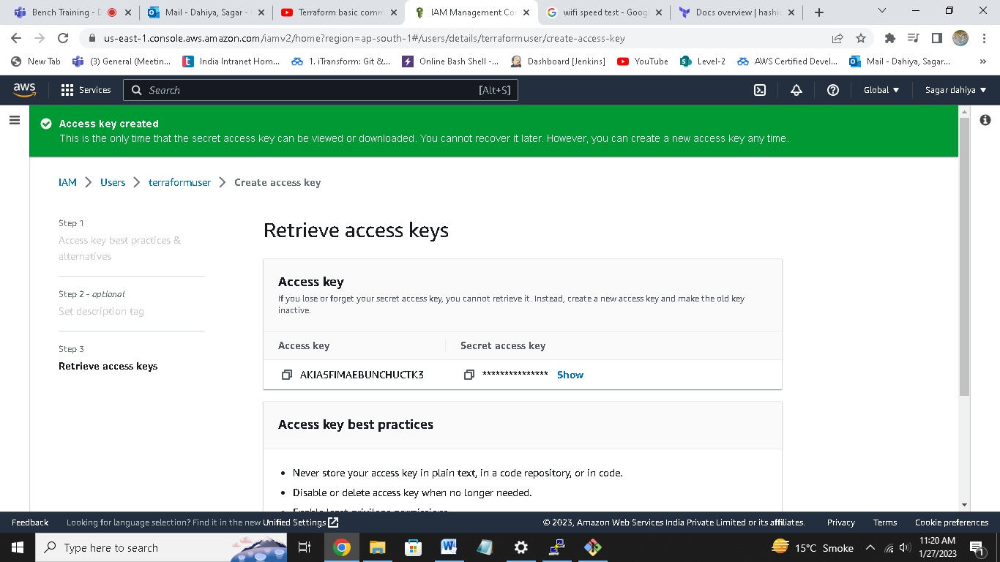 Bench Training - D
Mail - Dahiya, Sagar -
Terraform basic comm
IAM Management Co
wifi speed test - Googl
Docs overview | hashic
us-east-1.console.aws.amazon.com/iamv2/home?region=ap-south-1#/users/details/terraformuser/create-access-key
New Tab
(3) General (Meetin...
India Intranet Hom...
1. iTransform: Git &...
Online Bash Shell -...
Dashboard [Jenkins]
YouTube
Level-2
AWS Certified Devel...
Mail - Dahiya, Sagar...
»
aws
Services
Search
[Alt+S]
Global
Sagar dahiya
Access key created
This is the only time that the secret access key can be viewed or downloaded. You cannot recover it later. However, you can create a new access key any time.
IAM > Users > terraformuser > Create access key
Step 1
Access key best practices &
alternatives
Step 2 - optional
Set description tag
Step 3
Retrieve access keys
Retrieve access keys
Access key
If you lose or forget your secret access key, you cannot retrieve it. Instead, create a new access key and make the old key
inactive.
Access key
Secret access key
AKIA5FIMAEBUNCHUCTK3
*************** Show
Access key best practices
• Never store your access key in plain text, in a code repository, or in code.
• Disable or delete access key when no longer needed.
• Enable least-privilege permissions.
Feedback
Looking for language selection? Find it in the new Unified Settings
© 2023, Amazon Web Services India Private Limited or its affiliates.
Privacy
Terms
Cookie preferences
Type here to search
15°C Smoke
11:20 AM
1/27/2023
1